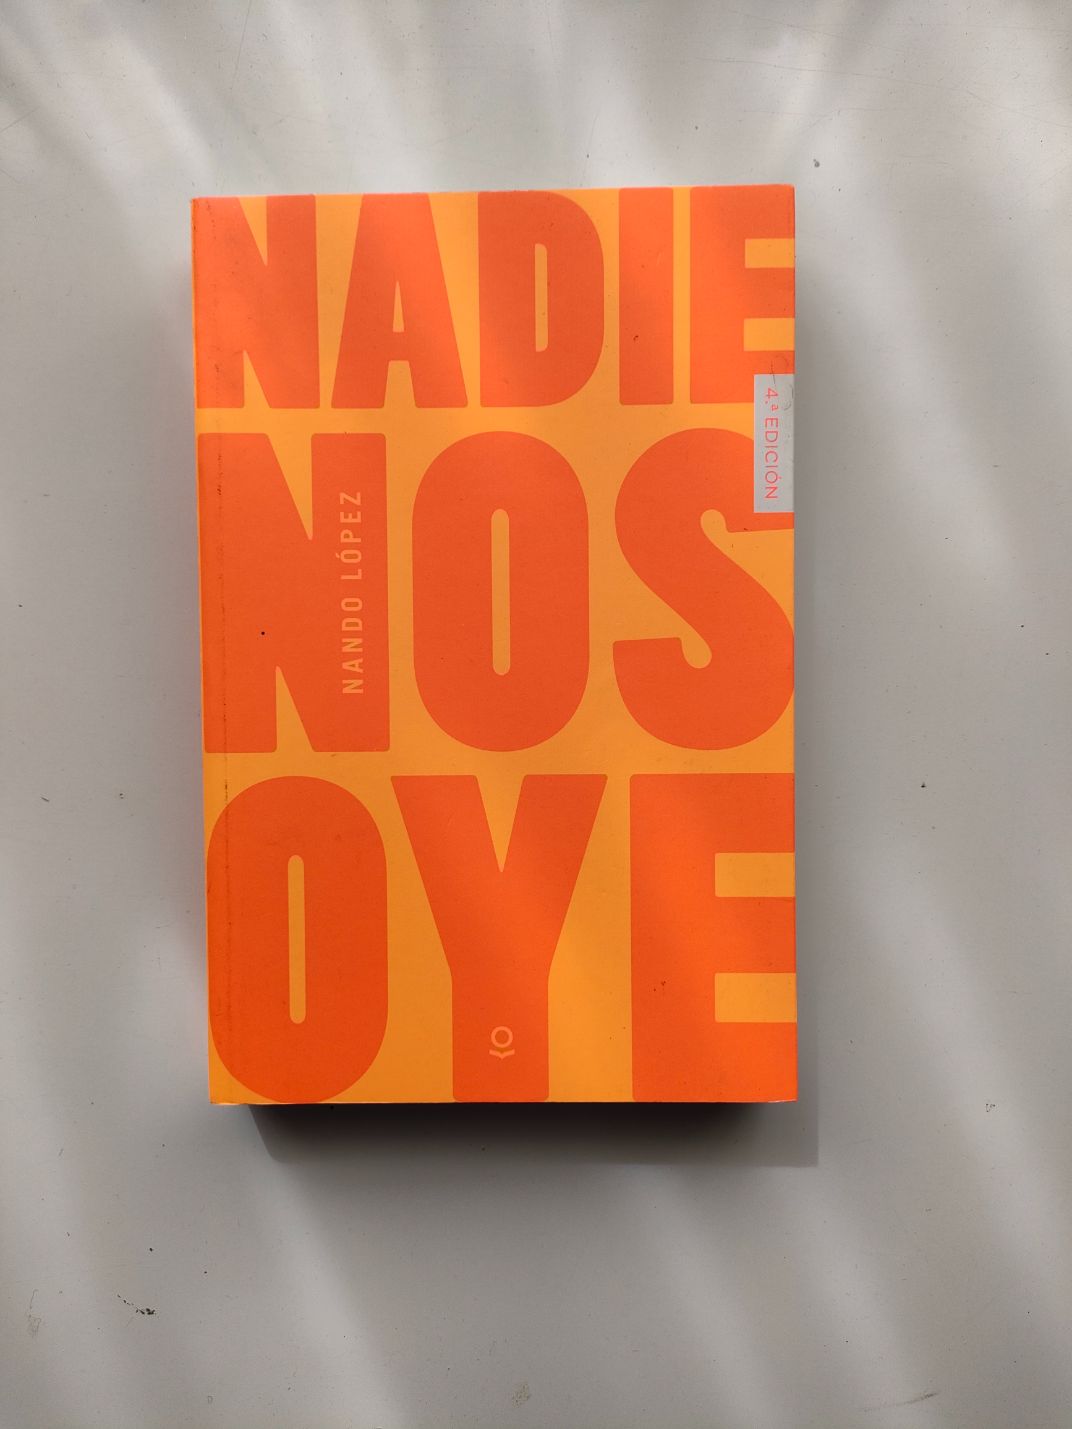 NADIE
NOS
OYE
NANDO LÓPEZ
4.ª EDICIÓN